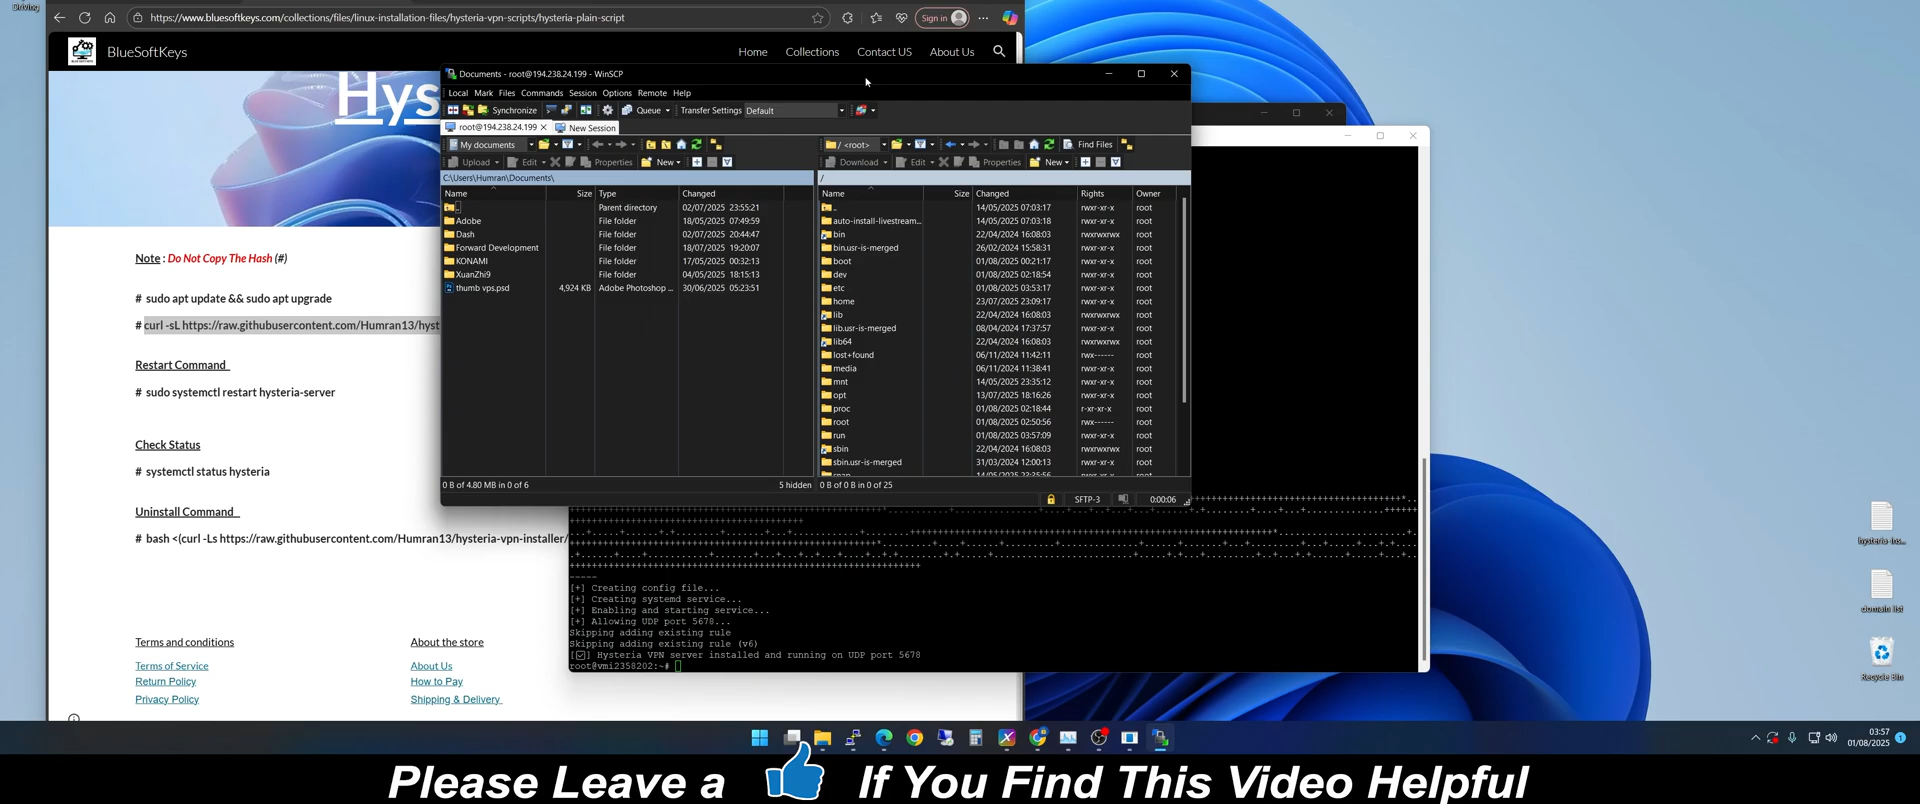 Driving
https://www.bluesoftkeys.com/collections/files/linux-installation-files/hysteria-vpn-scripts/hysteria-plain-script
Sign in
BlueSoftKeys
Home Collections Contact US About Us
Hys
Note : Do Not Copy The Hash (#)
# sudo apt update && sudo apt upgrade
# curl -sL https://raw.githubusercontent.com/Humran13/hyst
Restart Command
# sudo systemctl restart hysteria-server
Check Status
# systemctl status hysteria
Uninstall Command
# bash <(curl -Ls https://raw.githubusercontent.com/Humran13/hysteria-vpn-installer/
Terms and conditions
Terms of Service
Return Policy
Privacy Policy
About the store
About Us
How to Pay
Shipping & Delivery
Documents - root@194.238.24.199 - WinSCP
Local Mark Files Commands Session Options Remote Help
Synchronize Queue Transfer Settings Default
root@194.238.24.199 New Session
My documents
Upload Edit Properties New
C:\Users\Humran\Documents\
Name Size Type Changed
.. Parent directory 02/07/2025 23:55:21
Adobe File folder 18/05/2025 07:49:59
Dash File folder 02/07/2025 20:44:47
Forward Development File folder 18/07/2025 19:20:07
KONAMI File folder 17/05/2025 00:32:13
XuanZhi9 File folder 04/05/2025 18:15:13
thumb vps.psd 4,924 KB Adobe Photoshop ... 30/06/2025 05:23:51
0 B of 4.80 MB in 0 of 6 5 hidden
/ <root> Find Files
Download Edit Properties New
/
Name Size Changed Rights Owner
.. 14/05/2025 07:03:17 rwxr-xr-x root
auto-install-livestream... 14/05/2025 07:03:18 rwxr-xr-x root
bin 22/04/2024 16:08:03 rwxrwxrwx root
bin.usr-is-merged 26/02/2024 15:58:31 rwxr-xr-x root
boot 01/08/2025 00:21:17 rwxr-xr-x root
dev 01/08/2025 02:18:54 rwxr-xr-x root
etc 01/08/2025 03:53:17 rwxr-xr-x root
home 23/07/2025 23:09:17 rwxr-xr-x root
lib 22/04/2024 16:08:03 rwxrwxrwx root
lib.usr-is-merged 08/04/2024 17:37:57 rwxr-xr-x root
lib64 22/04/2024 16:08:03 rwxrwxrwx root
lost+found 06/11/2024 11:42:11 rwx------ root
media 06/11/2024 11:38:41 rwxr-xr-x root
mnt 14/05/2025 23:35:12 rwxr-xr-x root
opt 13/07/2025 18:16:26 rwxr-xr-x root
proc 01/08/2025 02:18:44 r-xr-xr-x root
root 01/08/2025 02:50:56 rwx------ root
run 01/08/2025 03:57:09 rwxr-xr-x root
sbin 22/04/2024 16:08:03 rwxrwxrwx root
sbin.usr-is-merged 31/03/2024 12:00:13 rwxr-xr-x root
0 B of 0 B in 0 of 25
SFTP-3 0:00:06
-----
[+] Creating config file...
[+] Creating systemd service...
[+] Enabling and starting service...
[+] Allowing UDP port 5678...
Skipping adding existing rule
Skipping adding existing rule (v6)
[☑] Hysteria VPN server installed and running on UDP port 5678
root@vmi2358202:~#
hysteria-ins...
domain list
Recycle Bin
03:57
01/08/2025
1
Please Leave a If You Find This Video Helpful